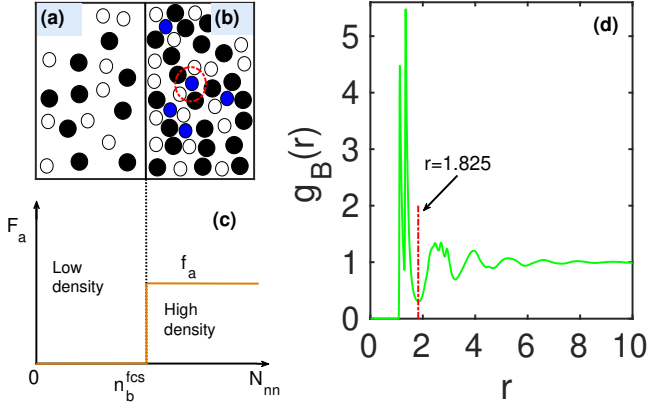 (a)
(b)
(c)
F_a
Low
density
f_a
High
density
0
n_b^fcs
N_nn
(d)
g_B(r)
r=1.825
5
4
3
2
1
0
0
2
4
6
8
10
r